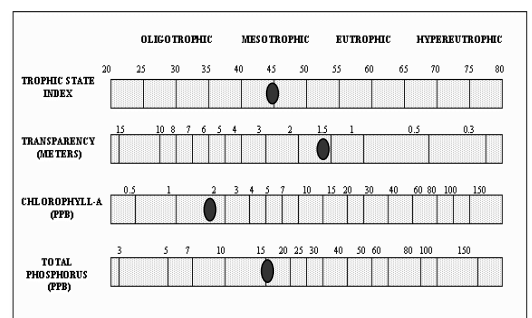 OLIGOTROPHIC MESOTROPHIC EUTROPHIC HYPEREUTROPHIC
20 25 30 35 40 45 50 55 60 65 70 75 80
TROPHIC STATE
INDEX
15 10 8 7 6 5 4 3 2 1.5 1 0.5 0.3
TRANSPARENCY
(METERS)
0.5 1 2 3 4 5 7 10 15 20 30 40 60 80 100 150
CHLOROPHYLL-A
(PPB)
3 5 7 10 15 20 25 30 40 50 60 80 100 150
TOTAL
PHOSPHORUS
(PPB)